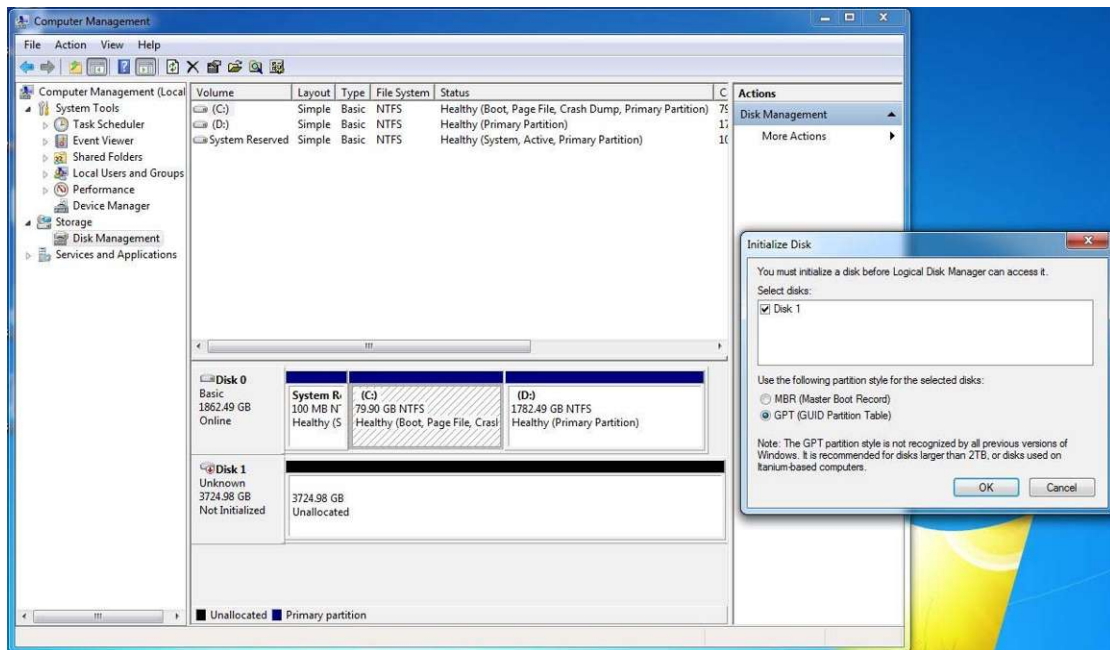 Computer Management
File Action View Help
Computer Management (Local
System Tools
Task Scheduler
Event Viewer
Shared Folders
Local Users and Groups
Performance
Device Manager
Storage
Disk Management
Services and Applications
Volume Layout Type File System Status C
(C:) Simple Basic NTFS Healthy (Boot, Page File, Crash Dump, Primary Partition) 79
(D:) Simple Basic NTFS Healthy (Primary Partition) 17
System Reserved Simple Basic NTFS Healthy (System, Active, Primary Partition) 10
Disk 0
Basic
1862.49 GB
Online
System R
100 MB N
Healthy (S
(C:)
79.90 GB NTFS
Healthy (Boot, Page File, Crasl
(D:)
1782.49 GB NTFS
Healthy (Primary Partition)
Disk 1
Unknown
3724.98 GB
Not Initialized
3724.98 GB
Unallocated
Unallocated Primary partition
Actions
Disk Management
More Actions
Initialize Disk
You must initialize a disk before Logical Disk Manager can access it.
Select disks:
Disk 1
Use the following partition style for the selected disks:
MBR (Master Boot Record)
GPT (GUID Partition Table)
Note: The GPT partition style is not recognized by all previous versions of
Windows. It is recommended for disks larger than 2TB, or disks used on
Itanium-based computers.
OK Cancel